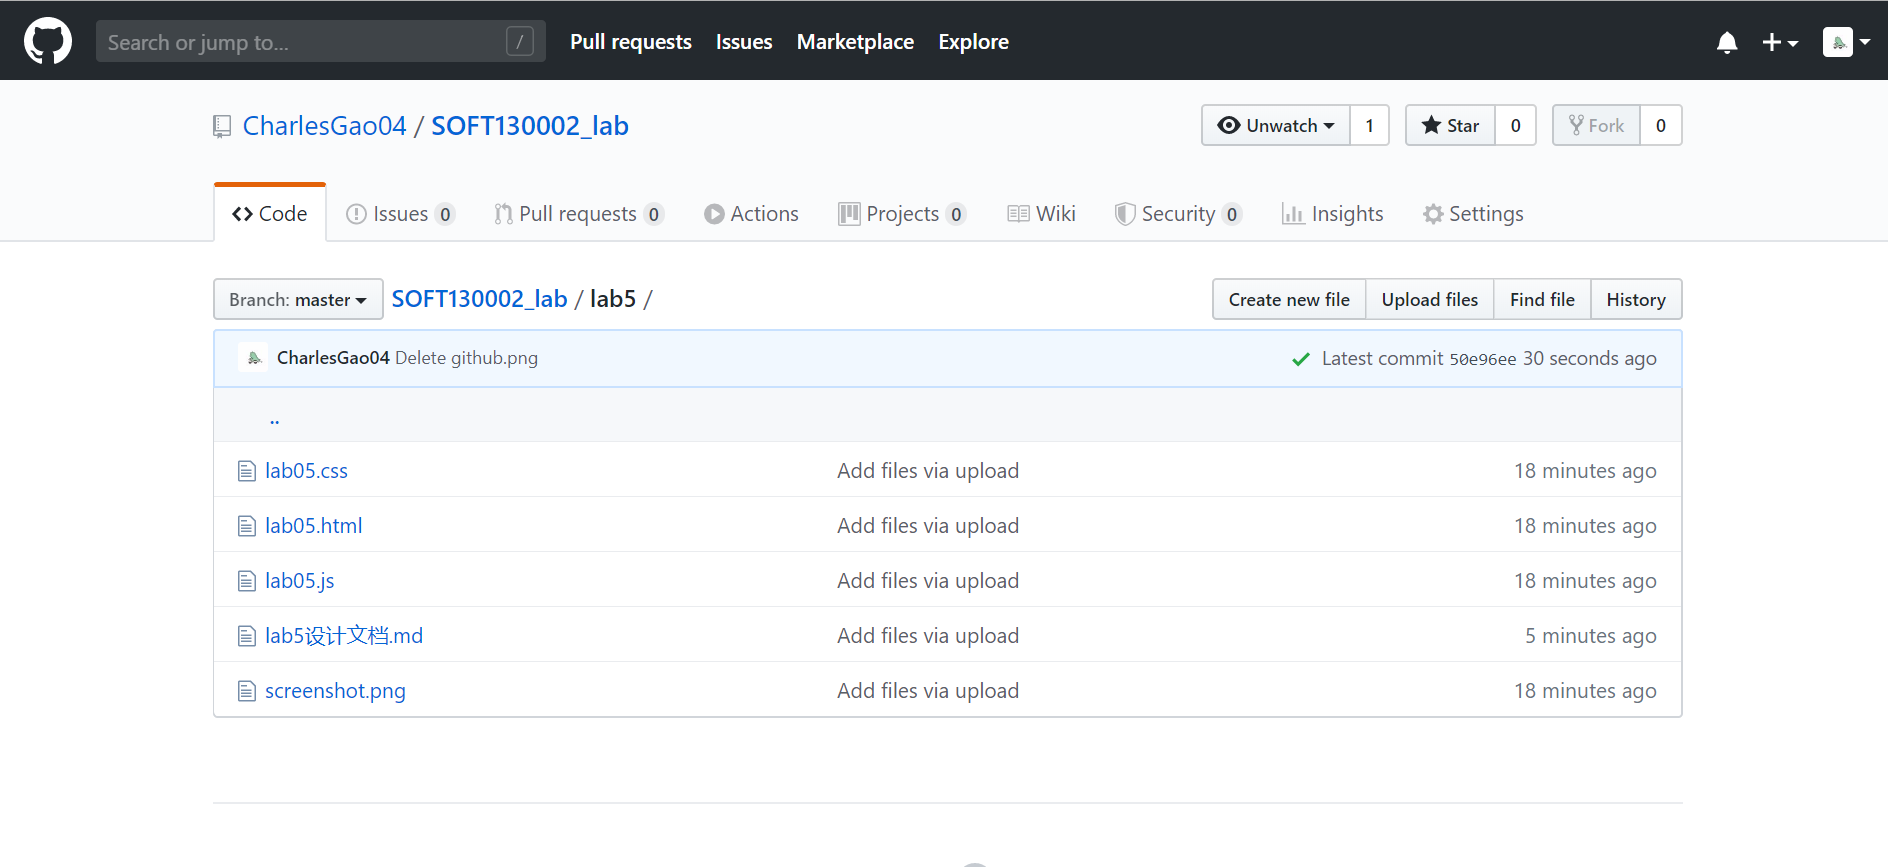 Search or jump to... / Pull requests Issues Marketplace Explore
CharlesGao04 / SOFT130002_lab Unwatch 1 Star 0 Fork 0
Code Issues 0 Pull requests 0 Actions Projects 0 Wiki Security 0 Insights Settings
Branch: master SOFT130002_lab / lab5 / Create new file Upload files Find file History
CharlesGao04 Delete github.png Latest commit 50e96ee 30 seconds ago
..
lab05.css Add files via upload 18 minutes ago
lab05.html Add files via upload 18 minutes ago
lab05.js Add files via upload 18 minutes ago
lab5设计文档.md Add files via upload 5 minutes ago
screenshot.png Add files via upload 18 minutes ago